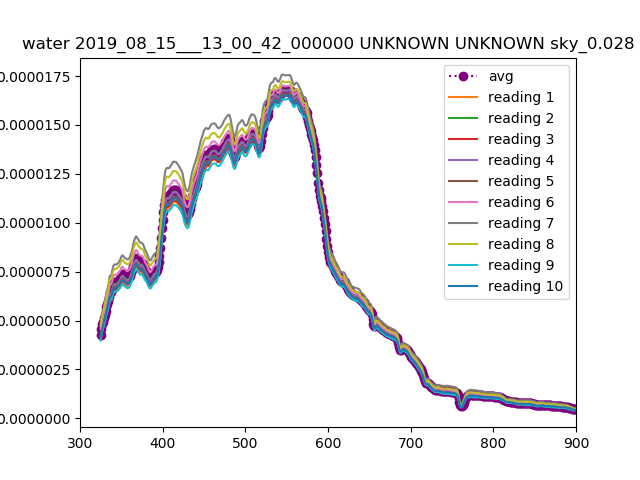 water 2019_08_15___13_00_42_000000 UNKNOWN UNKNOWN sky_0.028
0.0000175
0.0000150
0.0000125
0.0000100
0.0000075
0.0000050
0.0000025
0.0000000
300 400 500 600 700 800 900
avg
reading 1
reading 2
reading 3
reading 4
reading 5
reading 6
reading 7
reading 8
reading 9
reading 10